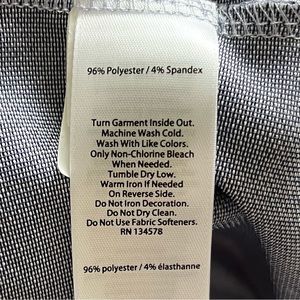 96% Polyester / 4% Spandex
Turn Garment Inside Out.
Machine Wash Cold.
Wash With Like Colors.
Only Non-Chlorine Bleach
When Needed.
Tumble Dry Low.
Warm Iron If Needed
On Reverse Side.
Do Not Iron Decoration.
Do Not Dry Clean.
Do Not Use Fabric Softeners.
RN 134578
96% polyester / 4% élasthanne